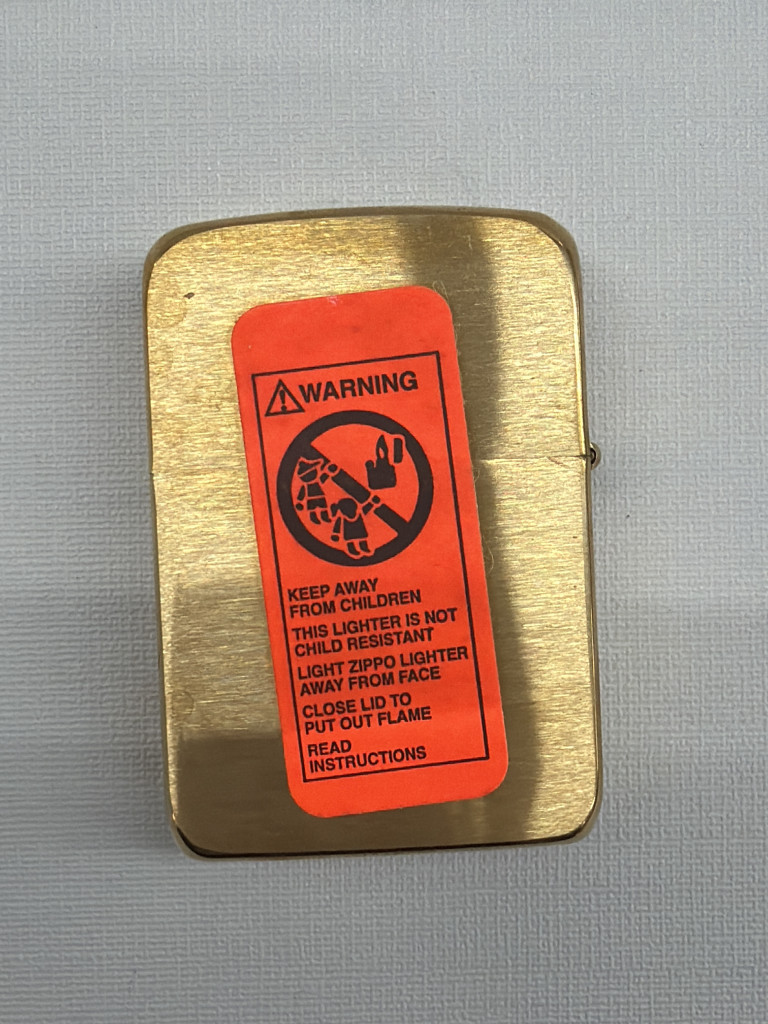 WARNING
KEEP AWAY
FROM CHILDREN
THIS LIGHTER IS NOT
CHILD RESISTANT
LIGHT ZIPPO LIGHTER
AWAY FROM FACE
CLOSE LID TO
PUT OUT FLAME
READ
INSTRUCTIONS